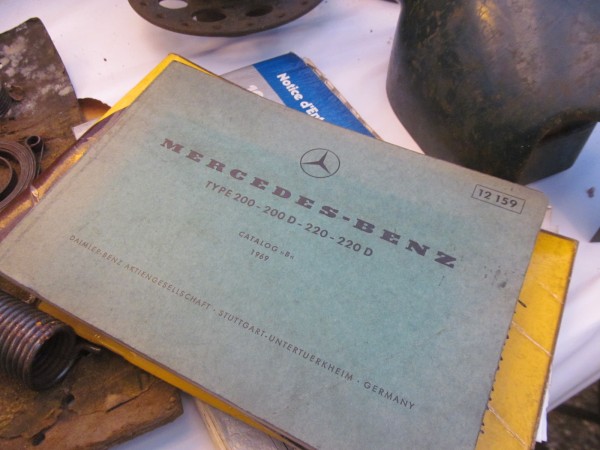 Notice d'En
MERCEDES-BENZ
12 159
TYPE 200 - 200 D - 220 - 220 D
CATALOG »B«
1969
DAIMLER-BENZ AKTIENGESELLSCHAFT · STUTTGART-UNTERTUERKHEIM · GERMANY